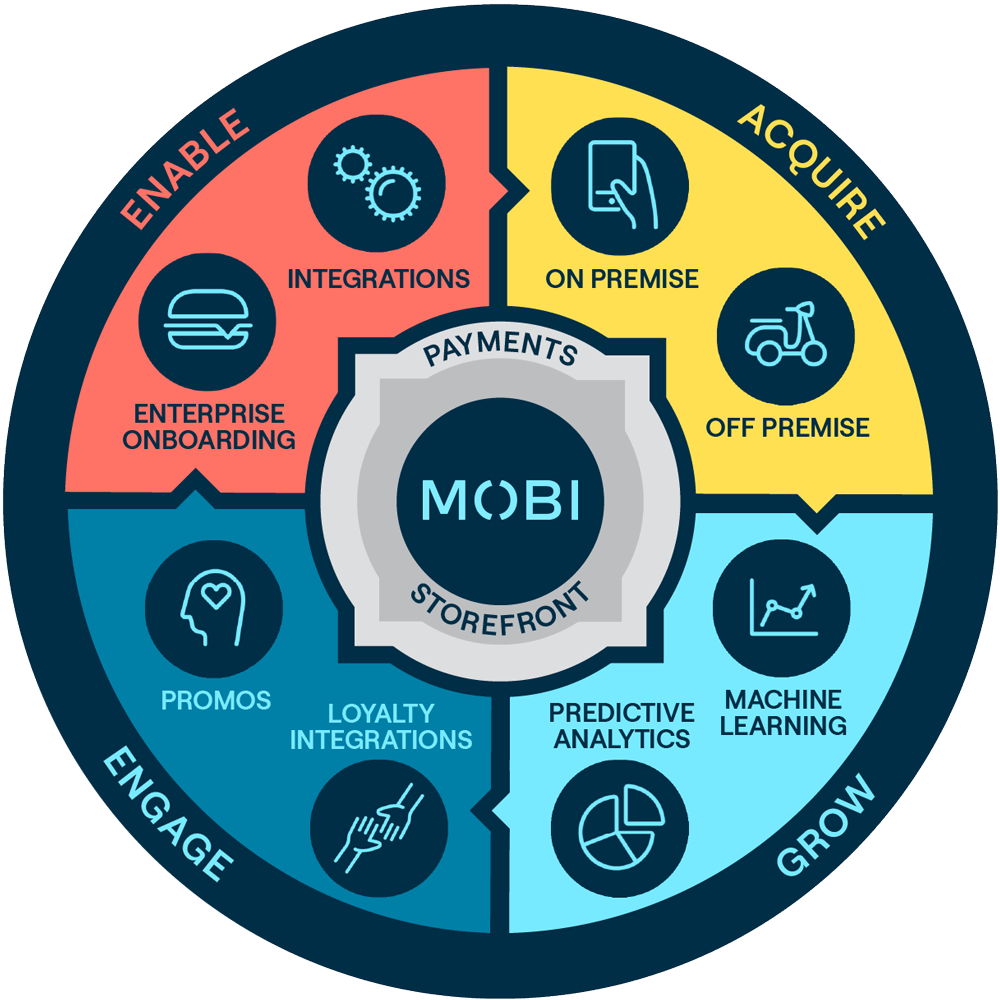 ENABLE
INTEGRATIONS
ENTERPRISE
ONBOARDING
ACQUIRE
ON PREMISE
OFF PREMISE
PAYMENTS
MOBI
STOREFRONT
PROMOS
LOYALTY
INTEGRATIONS
ENGAGE
MACHINE
LEARNING
PREDICTIVE
ANALYTICS
GROW